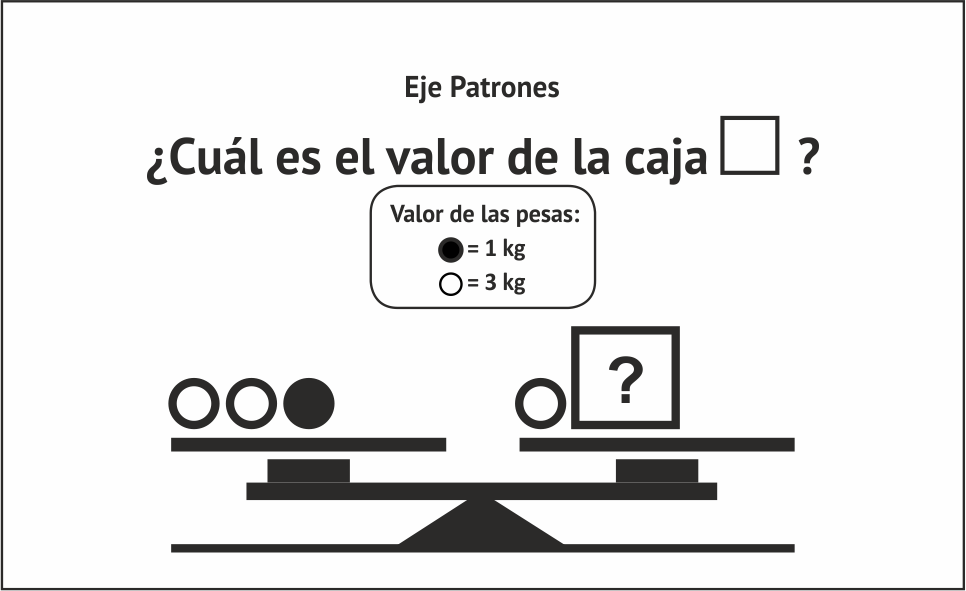 Eje Patrones
¿Cuál es el valor de la caja ?
Valor de las pesas:
= 1 kg
= 3 kg
?